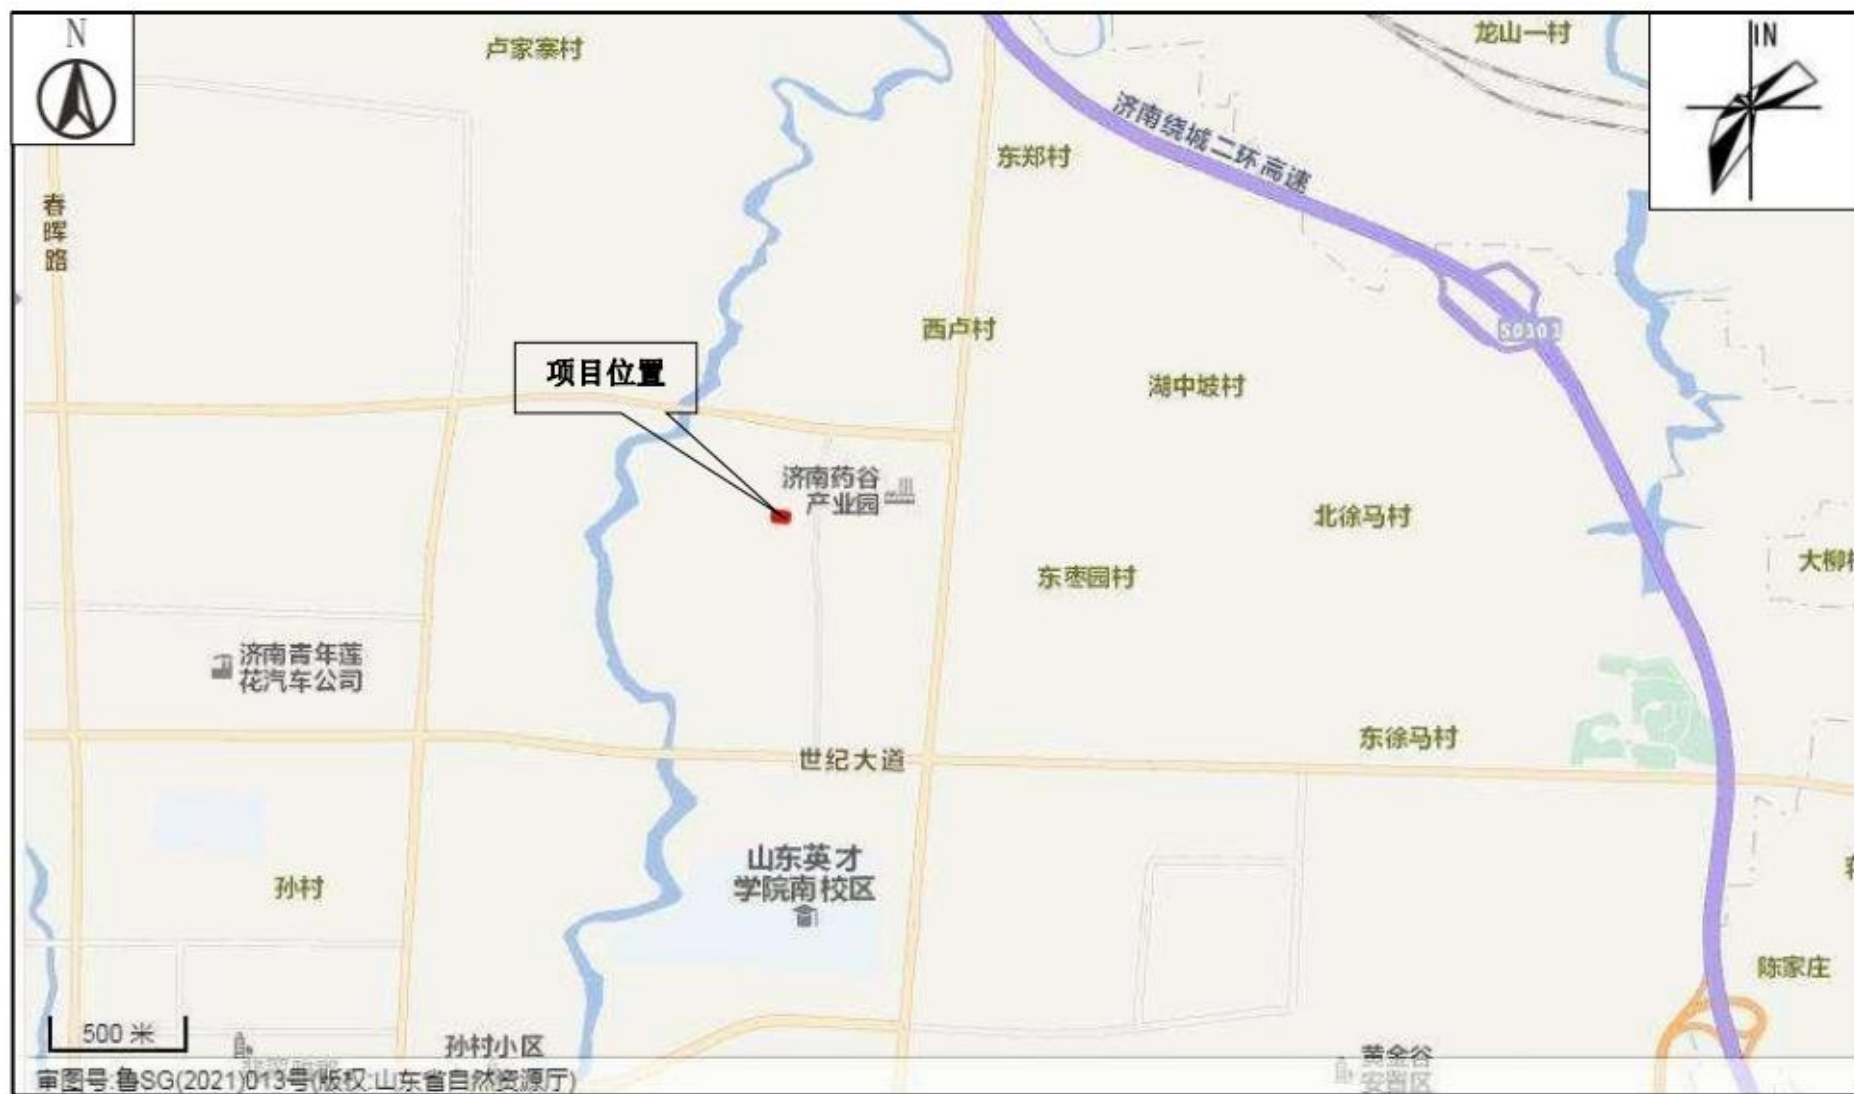 N
卢家寨村
龙山一村
IN
济南绕城二环高速
东郑村
春晖路
西卢村
S0301
项目位置
湖中坡村
济南药谷
产业园
北徐马村
大柳
东枣园村
济南青年莲
花汽车公司
东徐马村
世纪大道
山东英才
学院南校区
孙村
陈家庄
500 米
孙村小区
黄金谷
安置区
审图号:鲁SG(2021)013号(版权:山东省自然资源厅)